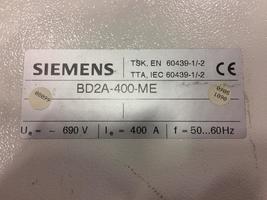 SIEMENS
TSK, EN 60439-1/-2
TTA, IEC 60439-1/-2
CE
BD2A-400-ME
Ue = ~ 690 V
Ie = 400 A
f = 50...60Hz